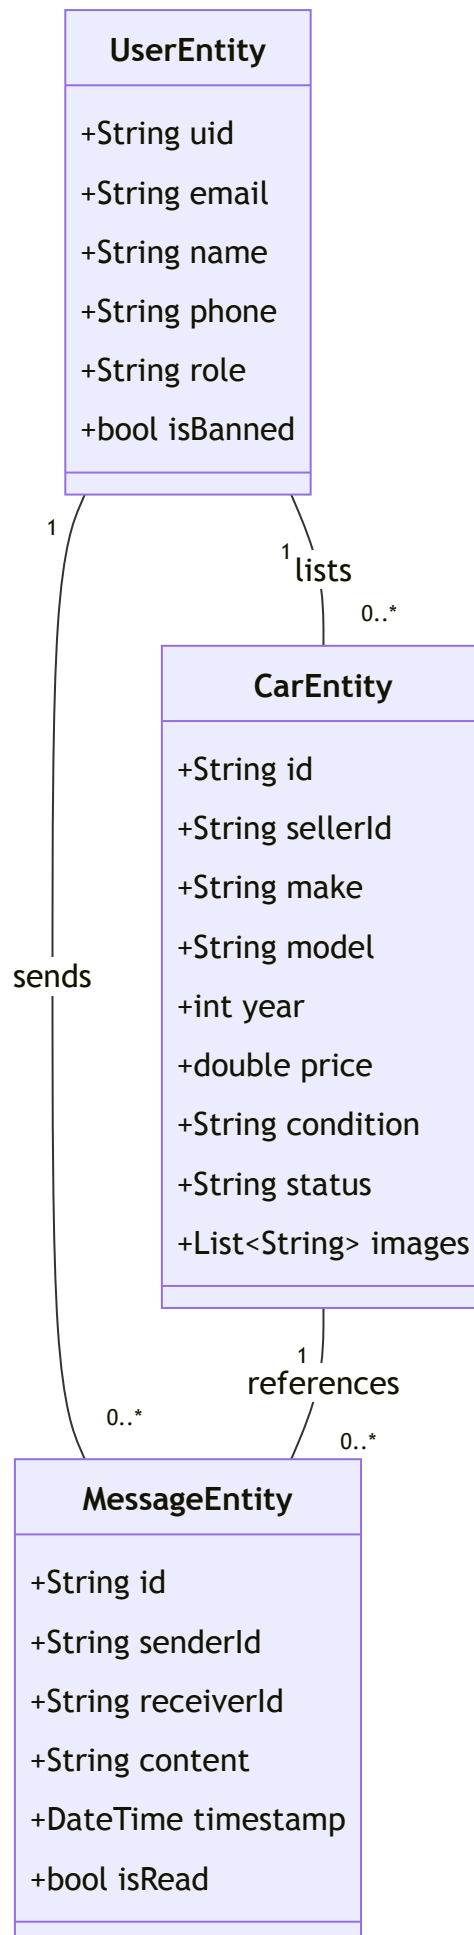 UserEntity
+String uid
+String email
+String name
+String phone
+String role
+bool isBanned
1
1
lists
0..*
CarEntity
+String id
+String sellerId
+String make
+String model
+int year
+double price
+String condition
+String status
+List<String> images
sends
1
references
0..*
0..*
MessageEntity
+String id
+String senderId
+String receiverId
+String content
+DateTime timestamp
+bool isRead